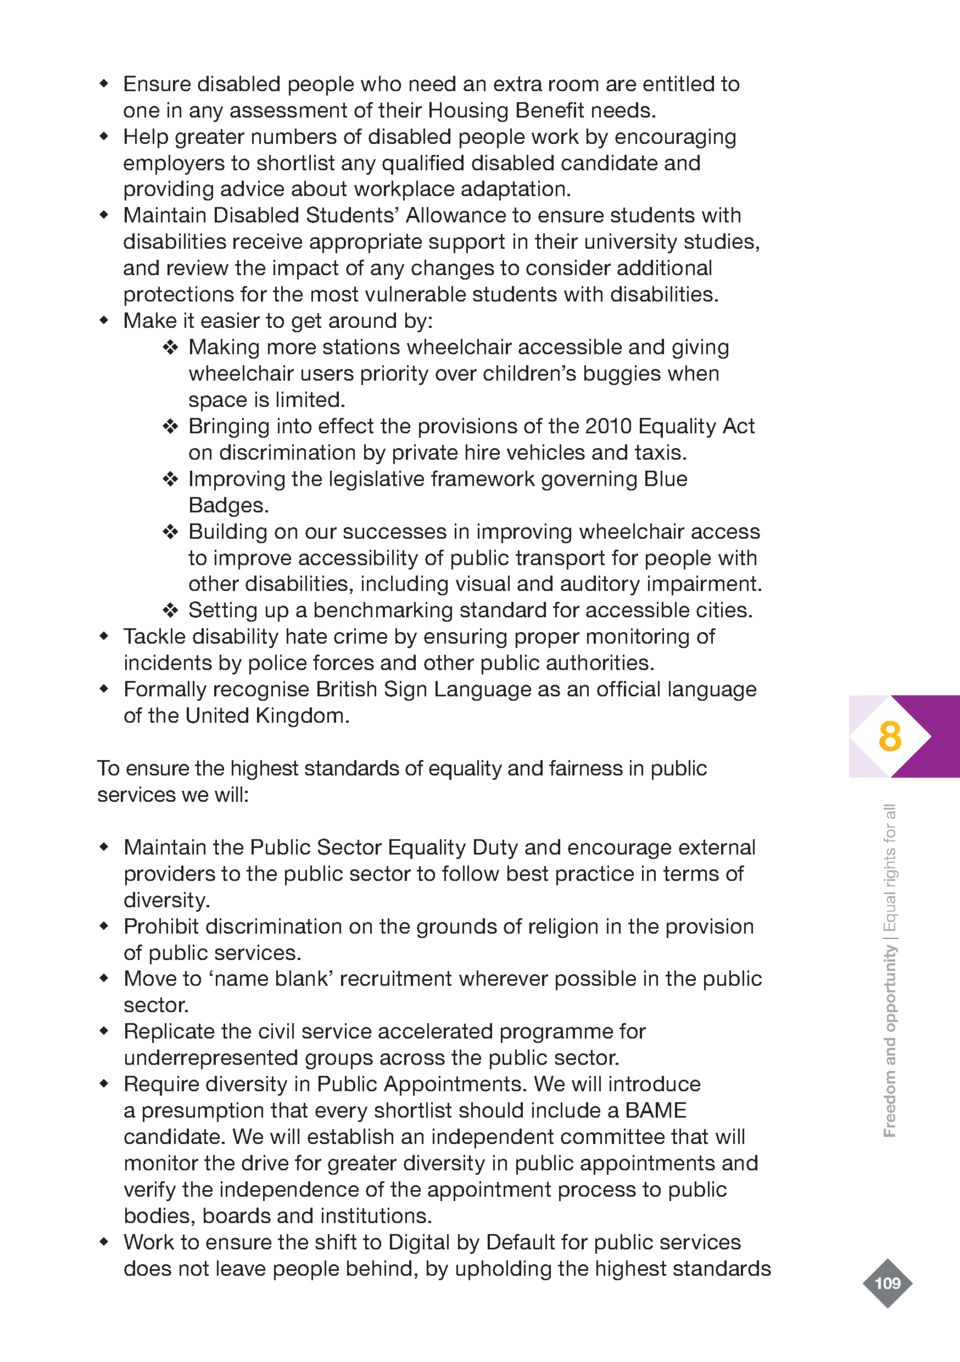 ◆ Ensure disabled people who need an extra room are entitled to
one in any assessment of their Housing Benefit needs.
◆ Help greater numbers of disabled people work by encouraging
employers to shortlist any qualified disabled candidate and
providing advice about workplace adaptation.
◆ Maintain Disabled Students’ Allowance to ensure students with
disabilities receive appropriate support in their university studies,
and review the impact of any changes to consider additional
protections for the most vulnerable students with disabilities.
◆ Make it easier to get around by:
❖ Making more stations wheelchair accessible and giving
wheelchair users priority over children’s buggies when
space is limited.
❖ Bringing into effect the provisions of the 2010 Equality Act
on discrimination by private hire vehicles and taxis.
❖ Improving the legislative framework governing Blue
Badges.
❖ Building on our successes in improving wheelchair access
to improve accessibility of public transport for people with
other disabilities, including visual and auditory impairment.
❖ Setting up a benchmarking standard for accessible cities.
◆ Tackle disability hate crime by ensuring proper monitoring of
incidents by police forces and other public authorities.
◆ Formally recognise British Sign Language as an official language
of the United Kingdom.
To ensure the highest standards of equality and fairness in public
services we will:
◆ Maintain the Public Sector Equality Duty and encourage external
providers to the public sector to follow best practice in terms of
diversity.
◆ Prohibit discrimination on the grounds of religion in the provision
of public services.
◆ Move to ‘name blank’ recruitment wherever possible in the public
sector.
◆ Replicate the civil service accelerated programme for
underrepresented groups across the public sector.
◆ Require diversity in Public Appointments. We will introduce
a presumption that every shortlist should include a BAME
candidate. We will establish an independent committee that will
monitor the drive for greater diversity in public appointments and
verify the independence of the appointment process to public
bodies, boards and institutions.
◆ Work to ensure the shift to Digital by Default for public services
does not leave people behind, by upholding the highest standards
8
Freedom and opportunity | Equal rights for all
109